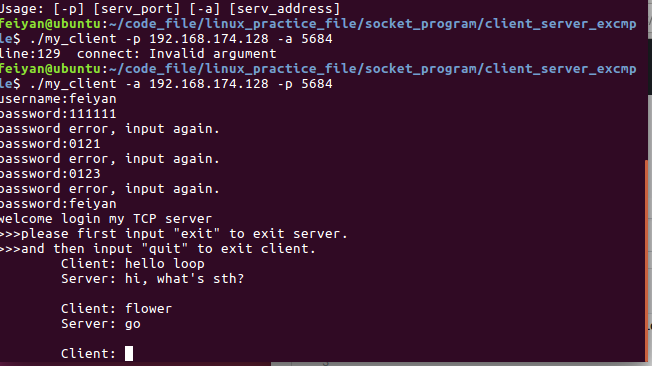 Usage: [-p] [serv_port] [-a] [serv_address]
feiyan@ubuntu:~/code_file/linux_practice_file/socket_program/client_server_excmp
le$ ./my_client -p 192.168.174.128 -a 5684
line:129  connect: Invalid argument
feiyan@ubuntu:~/code_file/linux_practice_file/socket_program/client_server_excmp
le$ ./my_client -a 192.168.174.128 -p 5684
username:feiyan
password:111111
password error, input again.
password:0121
password error, input again.
password:0123
password error, input again.
password:feiyan
welcome login my TCP server
>>>please first input "exit" to exit server.
>>>and then input "quit" to exit client.
Client: hello loop
Server: hi, what's sth?
Client: flower
Server: go
Client: